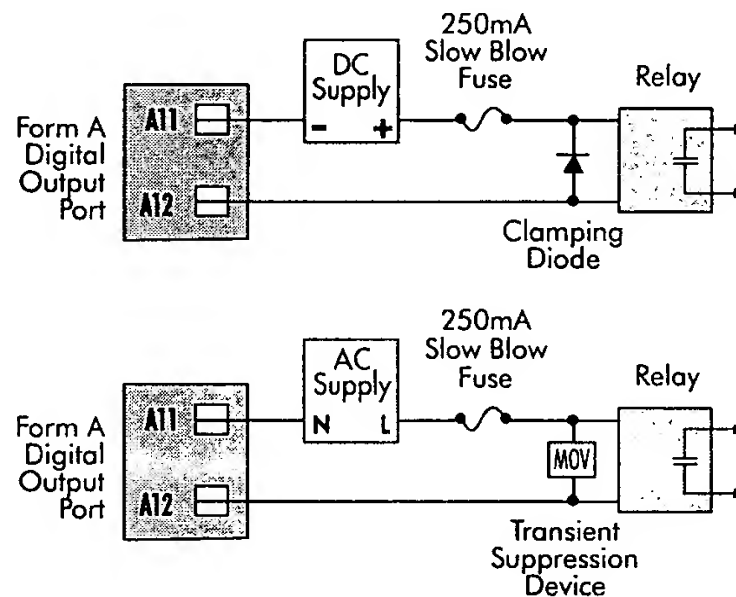 250mA
Slow Blow
Fuse
DC
Supply
- +
Relay
Form A
Digital
Output
Port
A11
A12
Clamping
Diode
250mA
Slow Blow
Fuse
AC
Supply
N L
Relay
Form A
Digital
Output
Port
A11
A12
MOV
Transient
Suppression
Device